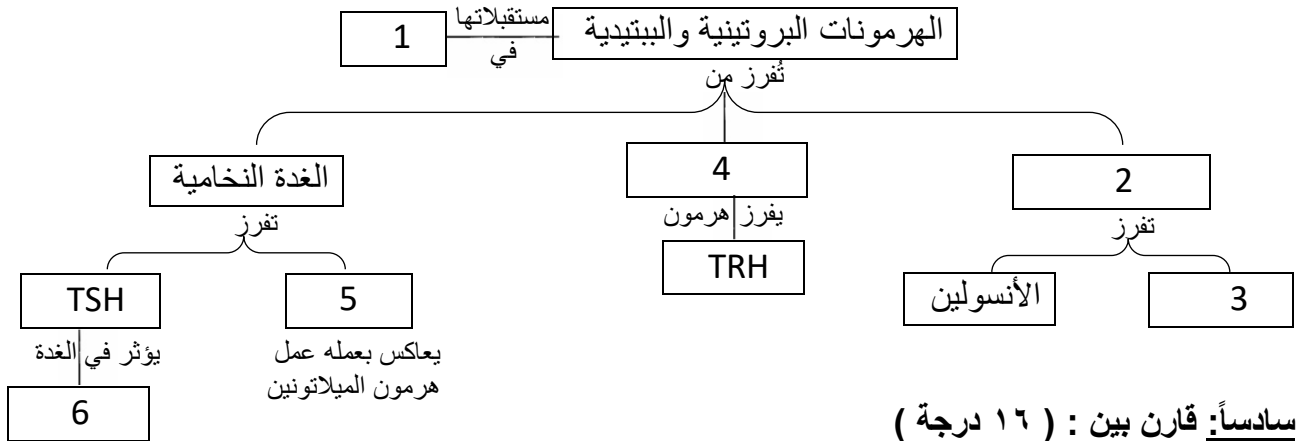 الهرمونات البروتينية والببتيدية
مستقبلاتها
في
1
تُفرز من
2
4
الغدة النخامية
تفرز
يفرز هرمون
تفرز
3
الأنسولين
TRH
5
TSH
يعاكس بعمله عمل
هرمون الميلاتونين
يؤثر في الغدة
6
سادساً: قارن بين : ( ١٦ درجة )